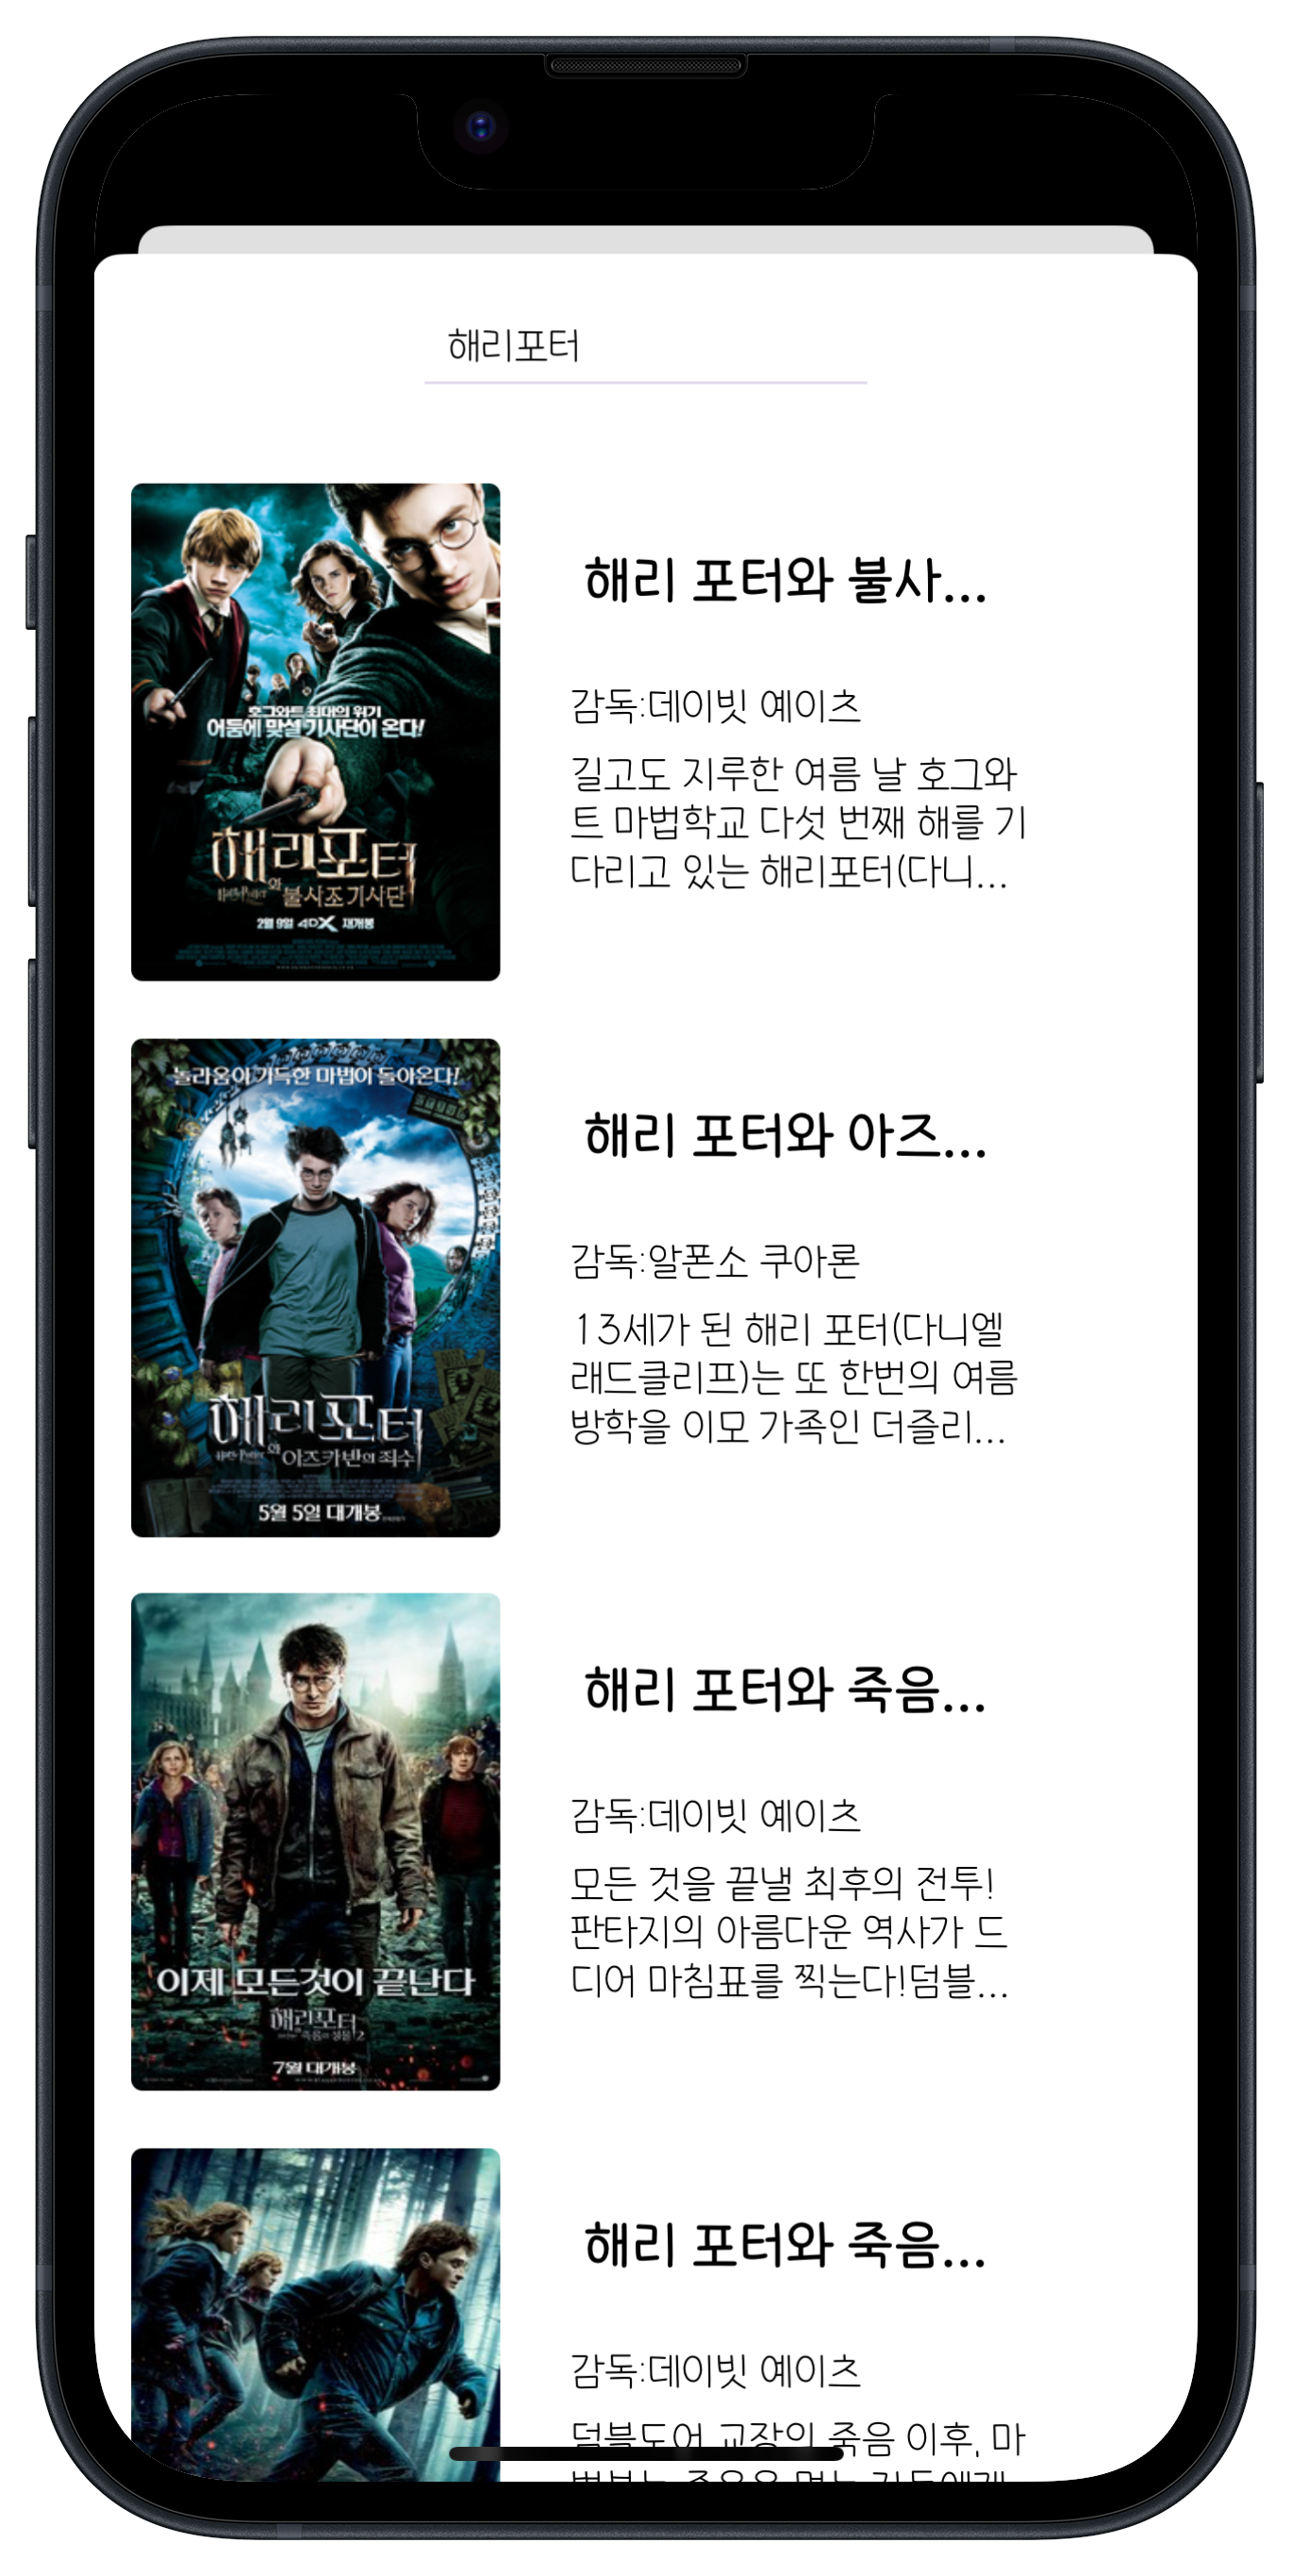 해리포터
호그와트 최대의 위기
어둠에 맞설 기사단이 온다!
해리포터
와 불사조 기사단
2월 9일 4DX 재개봉
해리 포터와 불사...
감독:데이빗 예이츠
길고도 지루한 여름 날 호그와
트 마법학교 다섯 번째 해를 기
다리고 있는 해리포터(다니...
놀라움이 가득한 마법이 돌아온다!
해리포터
Harry Potter 와 아즈카반의 죄수
5월 5일 대개봉
해리 포터와 아즈...
감독:알폰소 쿠아론
13세가 된 해리 포터(다니엘
래드클리프)는 또 한번의 여름
방학을 이모 가족인 더즐리...
이제 모든것이 끝난다
해리포터
죽음의 성물 2
7월 대개봉
해리 포터와 죽음...
감독:데이빗 예이츠
모든 것을 끝낼 최후의 전투!
판타지의 아름다운 역사가 드
디어 마침표를 찍는다!덤블...
해리 포터와 죽음...
감독:데이빗 예이츠
덤블도어 교장의 죽음 이후, 마